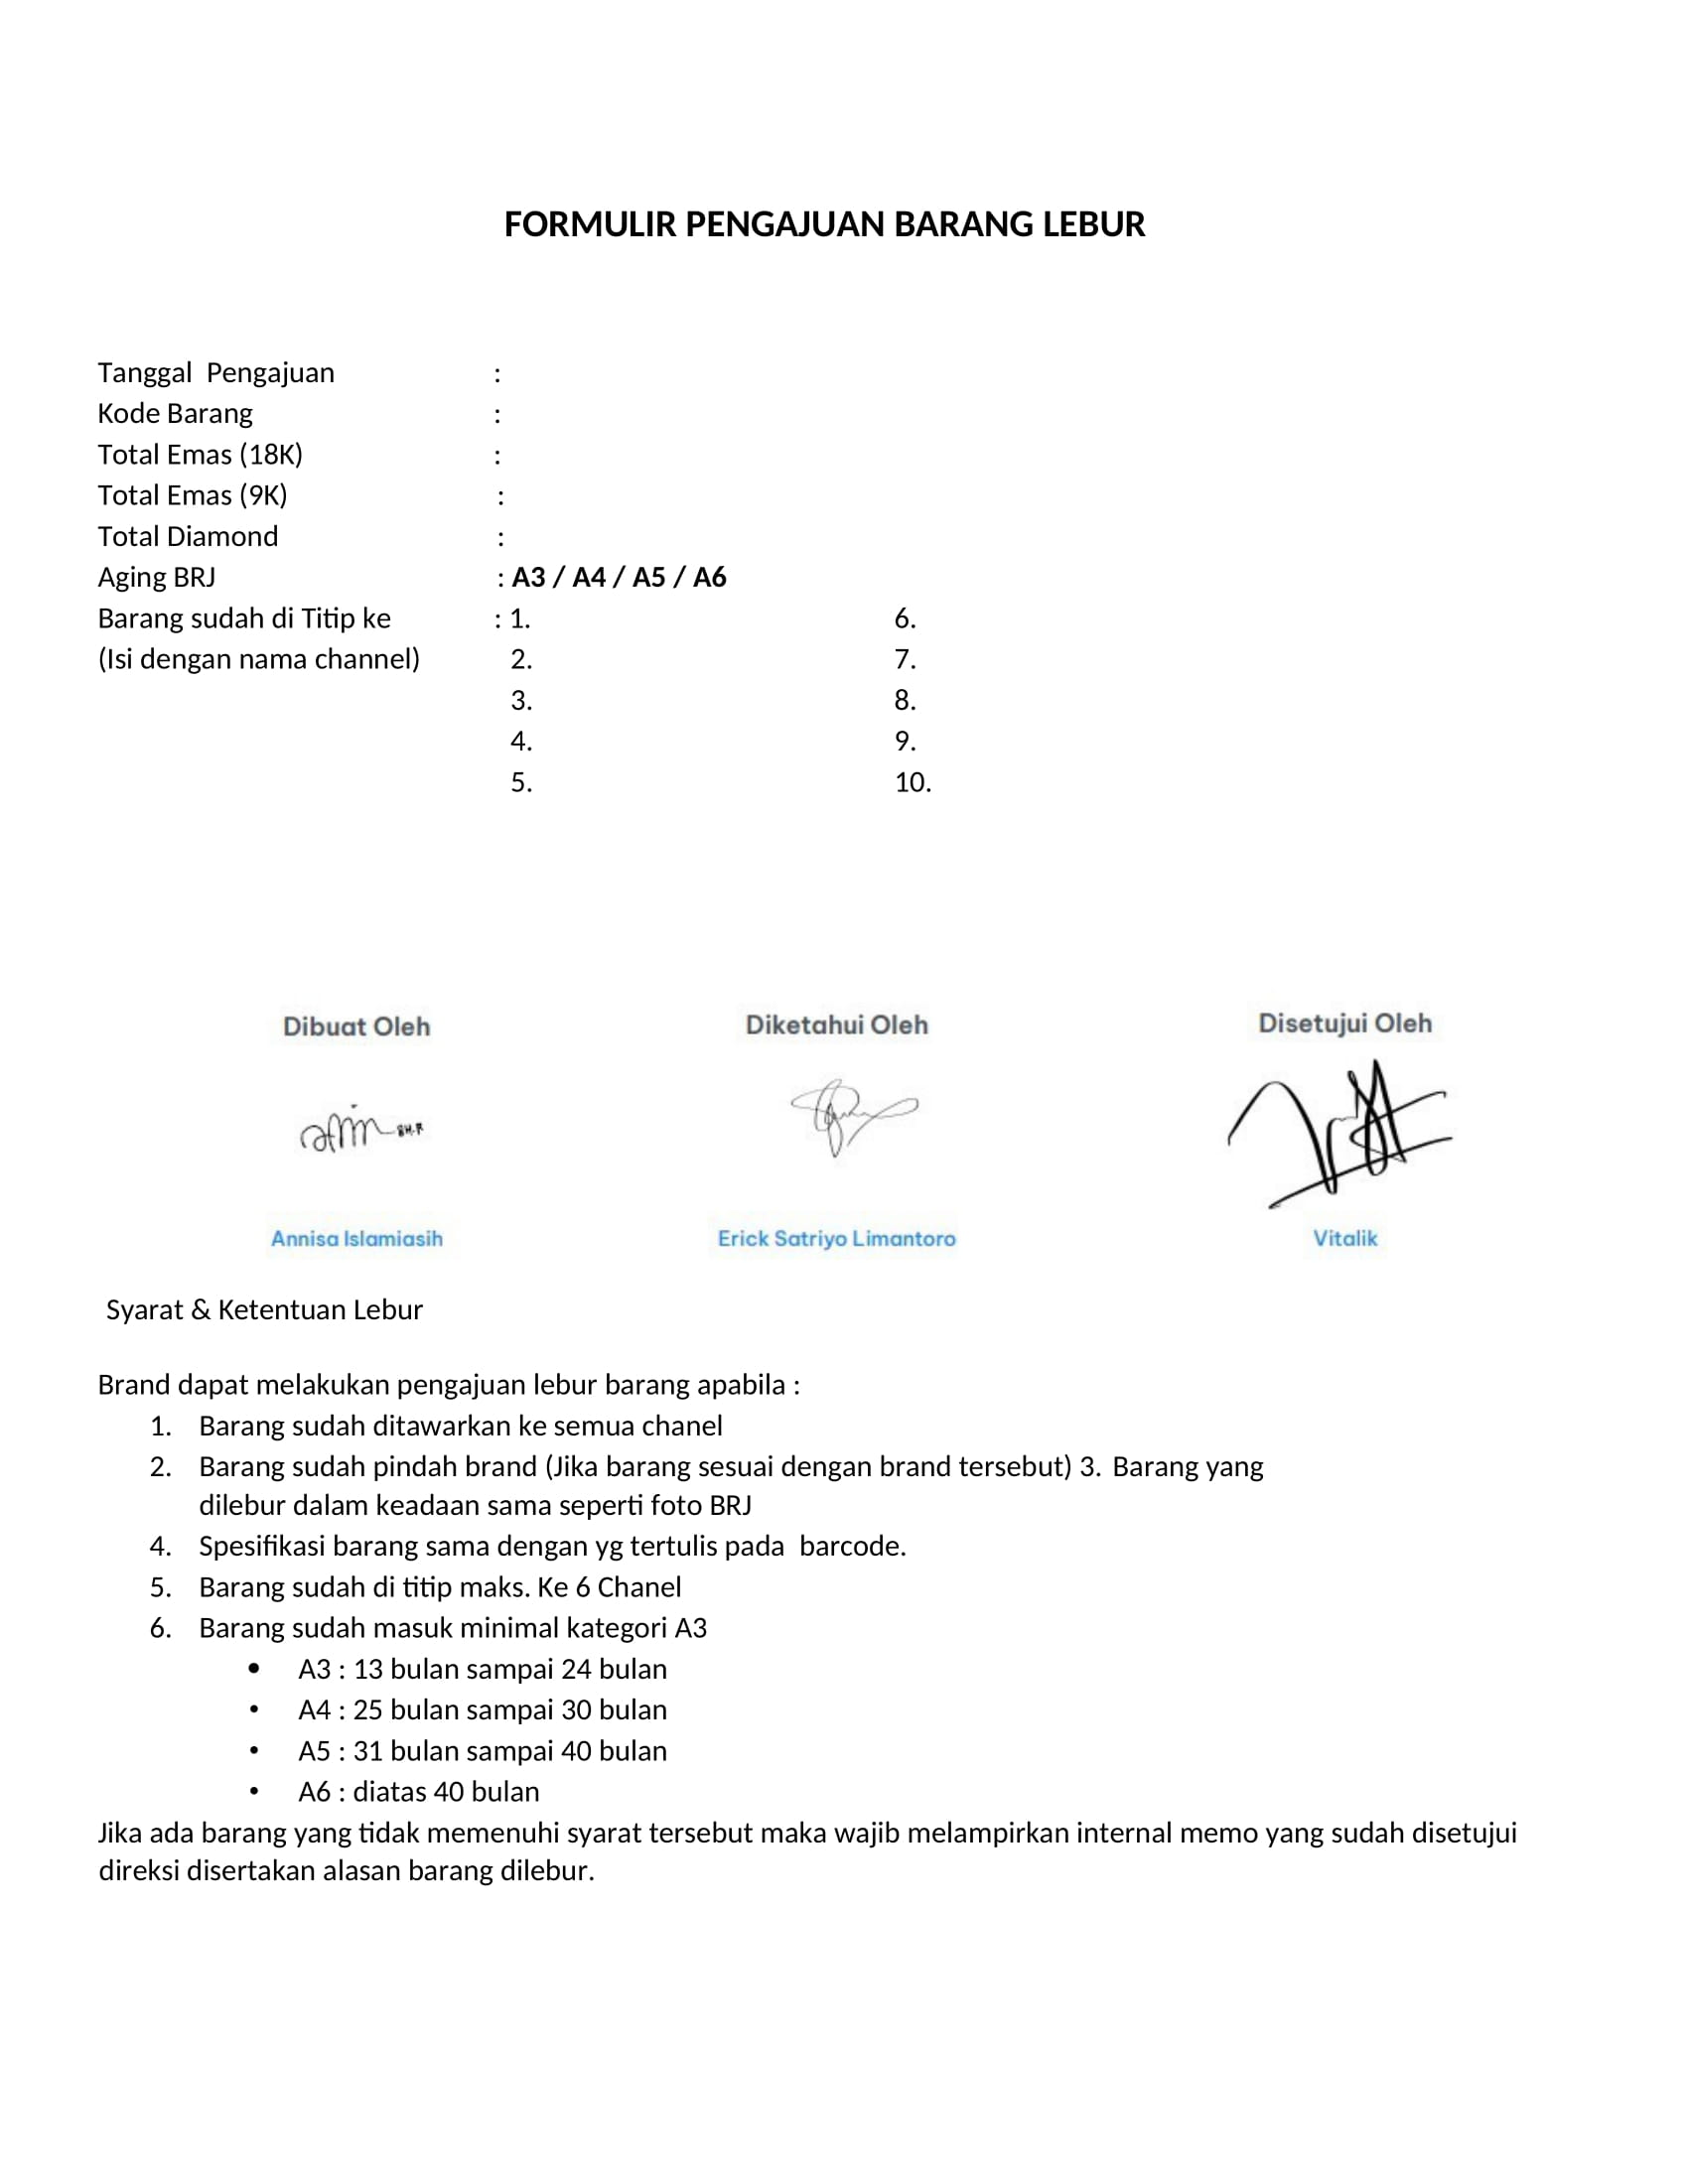 FORMULIR PENGAJUAN BARANG LEBUR
Tanggal  Pengajuan :
Kode Barang :
Total Emas (18K) :
Total Emas (9K) :
Total Diamond :
Aging BRJ : A3 / A4 / A5 / A6
Barang sudah di Titip ke : 1. 6.
(Isi dengan nama channel) 2. 7.
3. 8.
4. 9.
5. 10.
Dibuat Oleh Diketahui Oleh Disetujui Oleh
Annisa Islamiasih Erick Satriyo Limantoro Vitalik
Syarat & Ketentuan Lebur
Brand dapat melakukan pengajuan lebur barang apabila :
1. Barang sudah ditawarkan ke semua chanel
2. Barang sudah pindah brand (Jika barang sesuai dengan brand tersebut) 3. Barang yang
dilebur dalam keadaan sama seperti foto BRJ
4. Spesifikasi barang sama dengan yg tertulis pada  barcode.
5. Barang sudah di titip maks. Ke 6 Chanel
6. Barang sudah masuk minimal kategori A3
• A3 : 13 bulan sampai 24 bulan
• A4 : 25 bulan sampai 30 bulan
• A5 : 31 bulan sampai 40 bulan
• A6 : diatas 40 bulan
Jika ada barang yang tidak memenuhi syarat tersebut maka wajib melampirkan internal memo yang sudah disetujui
direksi disertakan alasan barang dilebur.